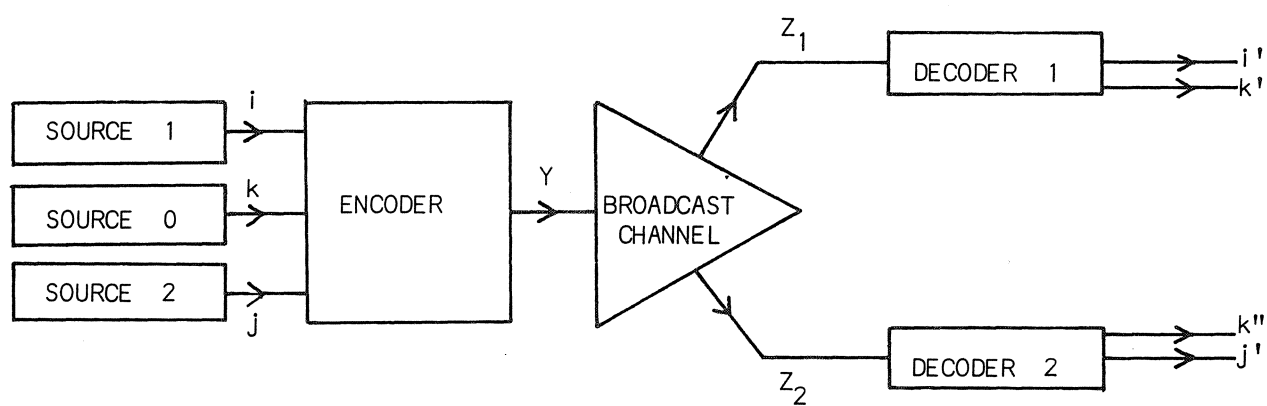 SOURCE 1
i
SOURCE 0
k
SOURCE 2
j
ENCODER
Y
BROADCAST
CHANNEL
Z1
DECODER 1
i'
k'
Z2
DECODER 2
k"
j'